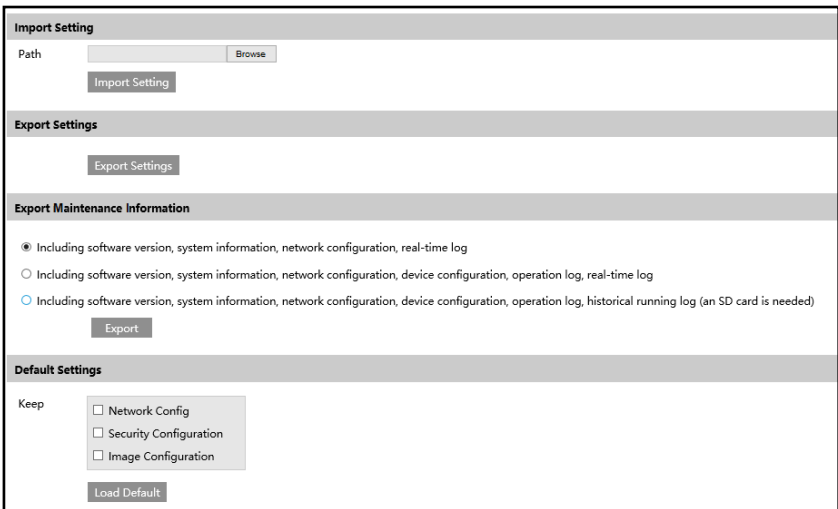 Import Setting
Path Browse
Import Setting
Export Settings
Export Settings
Export Maintenance Information
Including software version, system information, network configuration, real-time log
Including software version, system information, network configuration, device configuration, operation log, real-time log
Including software version, system information, network configuration, device configuration, operation log, historical running log (an SD card is needed)
Export
Default Settings
Keep
Network Config
Security Configuration
Image Configuration
Load Default